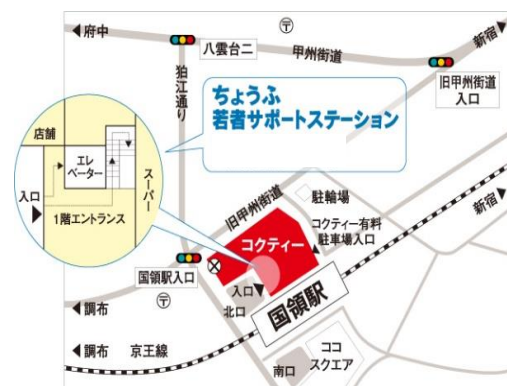 府中
八雲台二
〒
甲州街道
新宿
旧甲州街道
入口
狛江通り
ちょうふ
若者サポートステーション
店舗
エレ
ベーター
スーパー
入口
1階エントランス
旧甲州街道
駐輪場
コクティー有料
駐車場入口
新宿
コクティー
国領駅入口
〒
入口
北口
国領駅
調布
調布
京王線
南口
ココ
スクエア